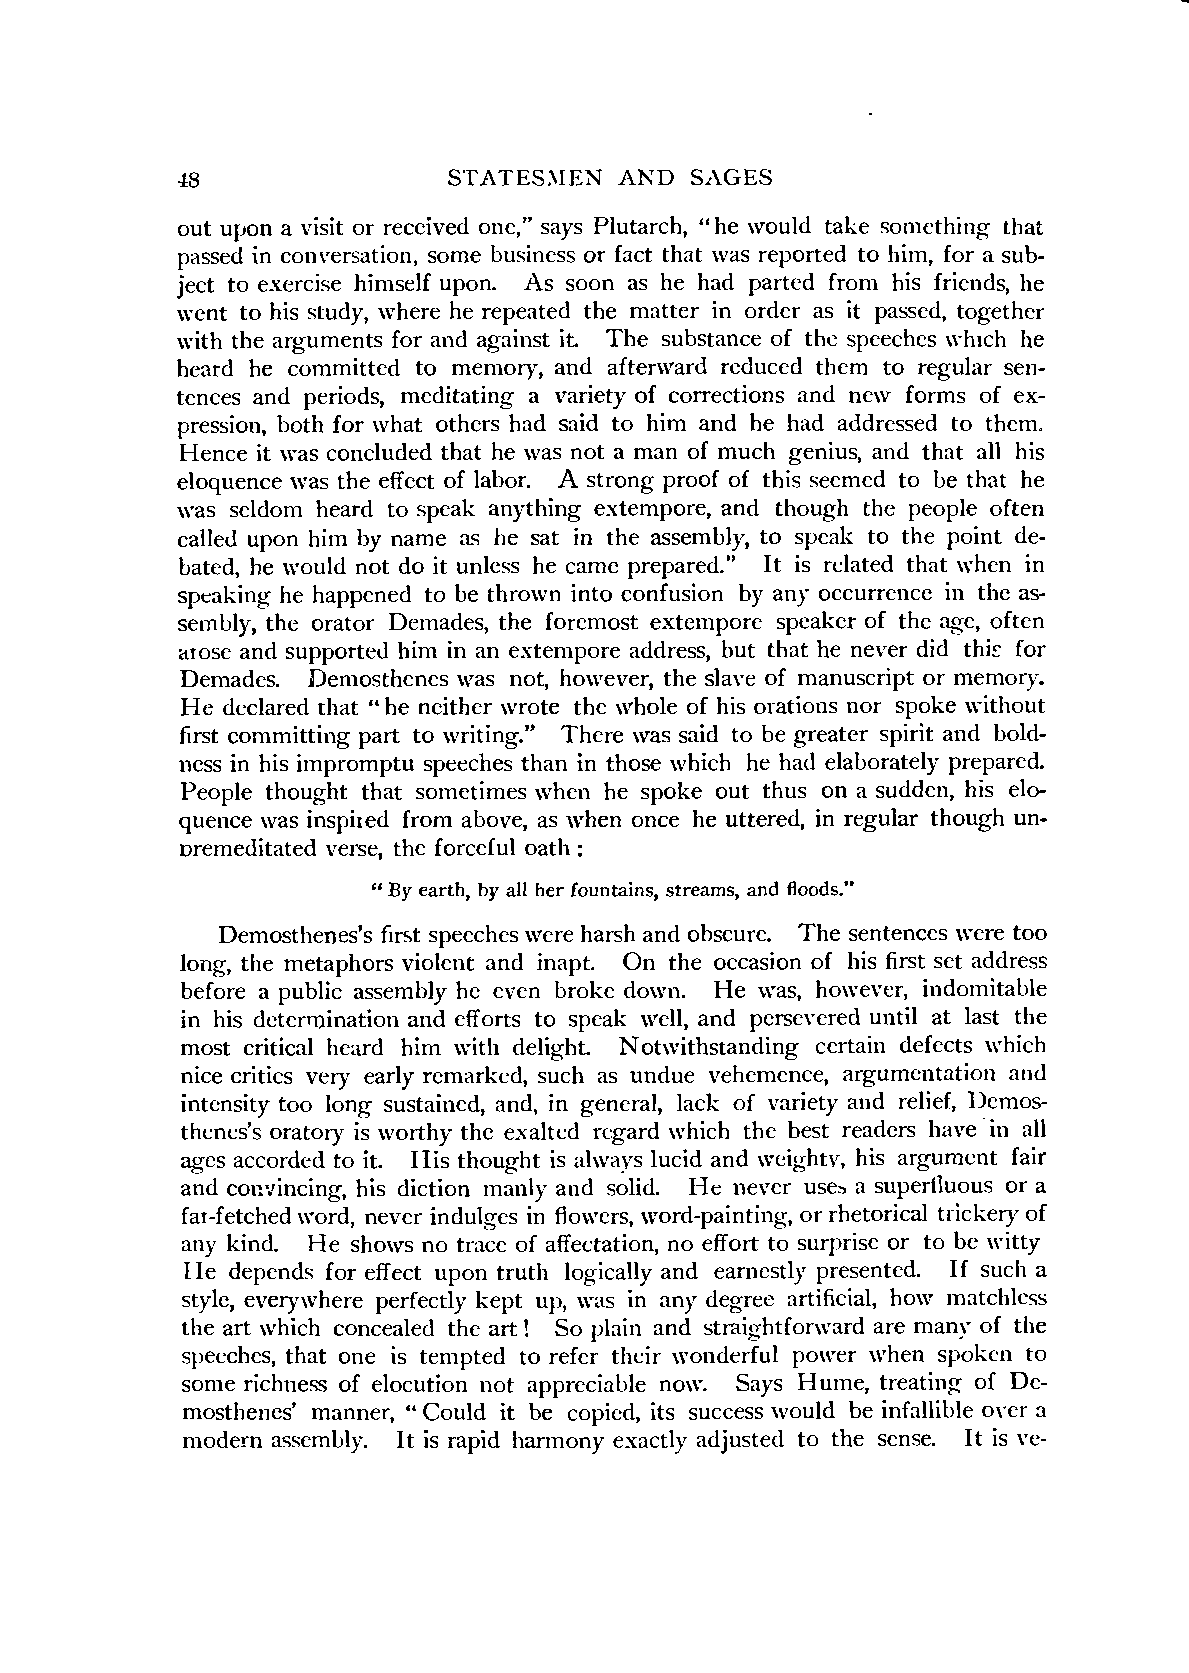 48 STATESMEN AND SAGES
out upon a visit or received one," says Plutarch, "he would take something that
passed in conversation, some business or fact that was reported to him, for a sub-
ject to exercise himself upon. As soon as he had parted from his friends, he
went to his study, where he repeated the matter in order as it passed, together
with the arguments for and against it. The substance of the speeches which he
heard he committed to memory, and afterward reduced them to regular sen-
tences and periods, meditating a variety of corrections and new forms of ex-
pression, both for what others had said to him and he had addressed to them.
Hence it was concluded that he was not a man of much genius, and that all his
eloquence was the effect of labor. A strong proof of this seemed to be that he
was seldom heard to speak anything extempore, and though the people often
called upon him by name as he sat in the assembly, to speak to the point de-
bated, he would not do it unless he came prepared." It is related that when in
speaking he happened to be thrown into confusion by any occurrence in the as-
sembly, the orator Demades, the foremost extempore speaker of the age, often
arose and supported him in an extempore address, but that he never did this for
Demades. Demosthenes was not, however, the slave of manuscript or memory.
He declared that "he neither wrote the whole of his orations nor spoke without
first committing part to writing." There was said to be greater spirit and bold-
ness in his impromptu speeches than in those which he had elaborately prepared.
People thought that sometimes when he spoke out thus on a sudden, his elo-
quence was inspired from above, as when once he uttered, in regular though un-
premeditated verse, the forceful oath:
"By earth, by all her fountains, streams, and floods."
Demosthenes's first speeches were harsh and obscure. The sentences were too
long, the metaphors violent and inapt. On the occasion of his first set address
before a public assembly he even broke down. He was, however, indomitable
in his determination and efforts to speak well, and persevered until at last the
most critical heard him with delight. Notwithstanding certain defects which
nice critics very early remarked, such as undue vehemence, argumentation and
intensity too long sustained, and, in general, lack of variety and relief, Demos-
thenes's oratory is worthy the exalted regard which the best readers have in all
ages accorded to it. His thought is always lucid and weighty, his argument fair
and convincing, his diction manly and solid. He never uses a superfluous or a
far-fetched word, never indulges in flowers, word-painting, or rhetorical trickery of
any kind. He shows no trace of affectation, no effort to surprise or to be witty
He depends for effect upon truth logically and earnestly presented. If such a
style, everywhere perfectly kept up, was in any degree artificial, how matchless
the art which concealed the art! So plain and straightforward are many of the
speeches, that one is tempted to refer their wonderful power when spoken to
some richness of elocution not appreciable now. Says Hume, treating of De-
mosthenes' manner, "Could it be copied, its success would be infallible over a
modern assembly. It is rapid harmony exactly adjusted to the sense. It is ve-